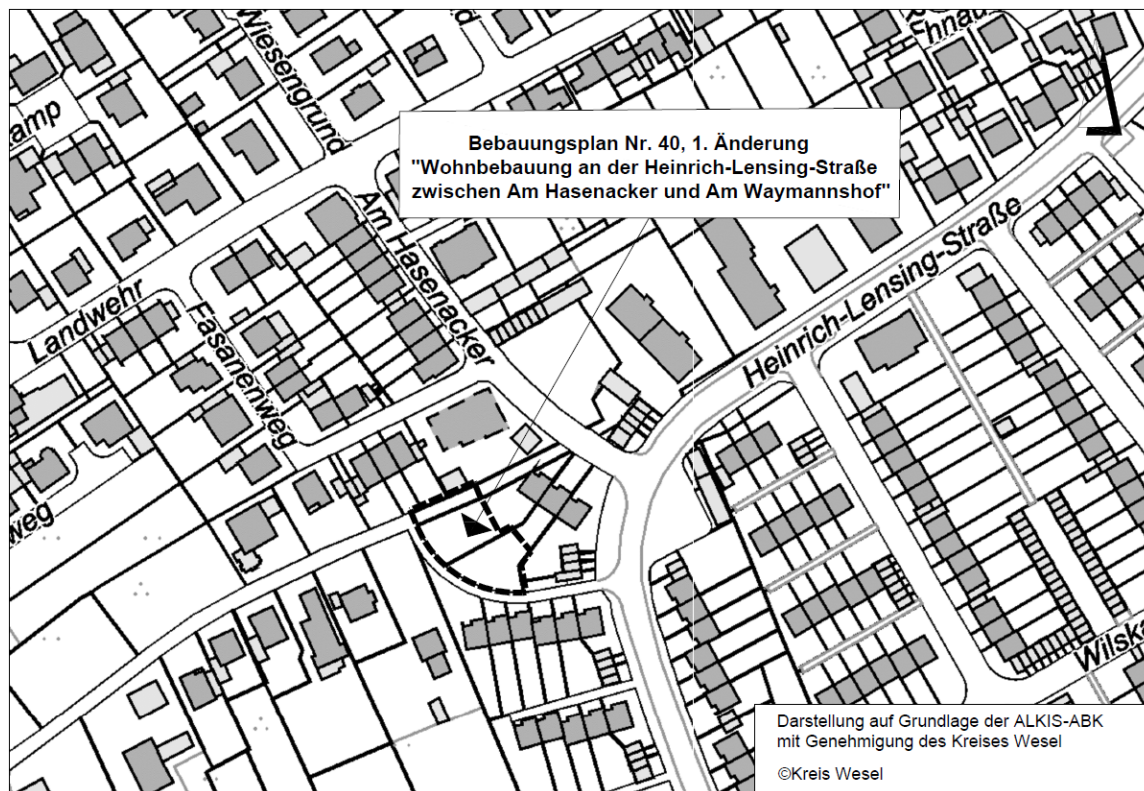 Wiesengrund
Bebauungsplan Nr. 40, 1. Änderung
"Wohnbebauung an der Heinrich-Lensing-Straße
zwischen Am Hasenacker und Am Waymannshof"
Am Hasenacker
Heinrich-Lensing-Straße
Landwehr
Fasanenweg
weg
Darstellung auf Grundlage der ALKIS-ABK
mit Genehmigung des Kreises Wesel
©Kreis Wesel